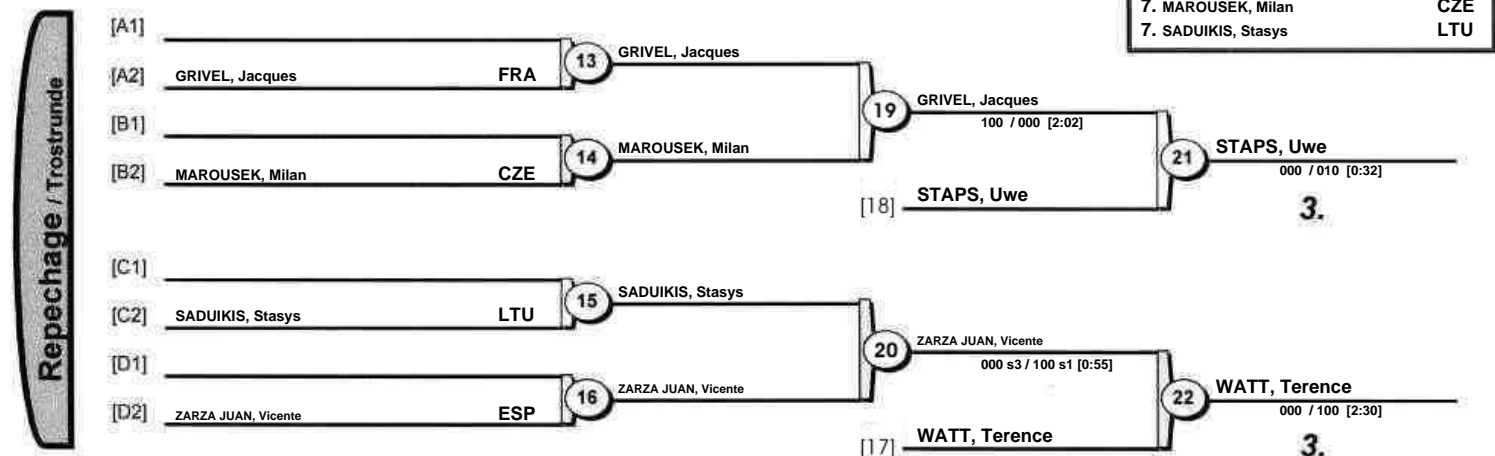 7. MAROUSEK, Milan CZE
7. SADUIKIS, Stasys LTU
Repechage / Trostrunde
[A1]
[A2] GRIVEL, Jacques FRA
13 GRIVEL, Jacques
[B1]
[B2] MAROUSEK, Milan CZE
14 MAROUSEK, Milan
19 GRIVEL, Jacques
100 / 000 [2:02]
[18] STAPS, Uwe
21 STAPS, Uwe
000 / 010 [0:32]
3.
[C1]
[C2] SADUIKIS, Stasys LTU
15 SADUIKIS, Stasys
[D1]
[D2] ZARZA JUAN, Vicente ESP
16 ZARZA JUAN, Vicente
20 ZARZA JUAN, Vicente
000 s3 / 100 s1 [0:55]
[17] WATT, Terence
22 WATT, Terence
000 / 100 [2:30]
3.